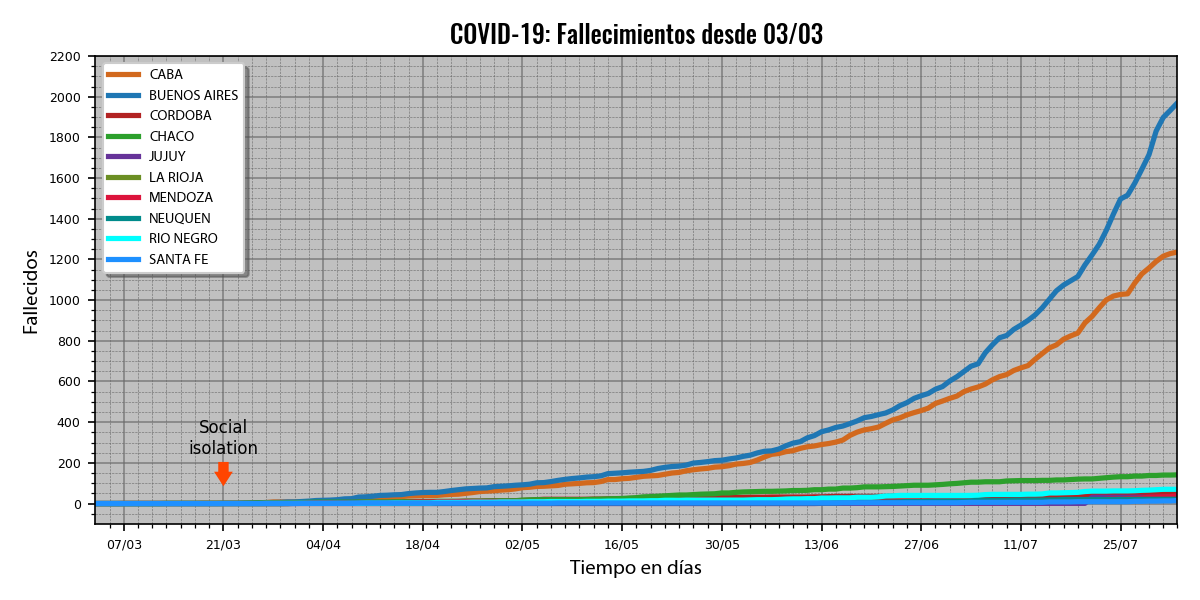 COVID-19: Fallecimientos desde 03/03
2200
2000
1800
1600
1400
1200
1000
800
600
400
200
0
Fallecidos
CABA
BUENOS AIRES
CORDOBA
CHACO
JUJUY
LA RIOJA
MENDOZA
NEUQUEN
RIO NEGRO
SANTA FE
Social
isolation
07/03 21/03 04/04 18/04 02/05 16/05 30/05 13/06 27/06 11/07 25/07
Tiempo en días